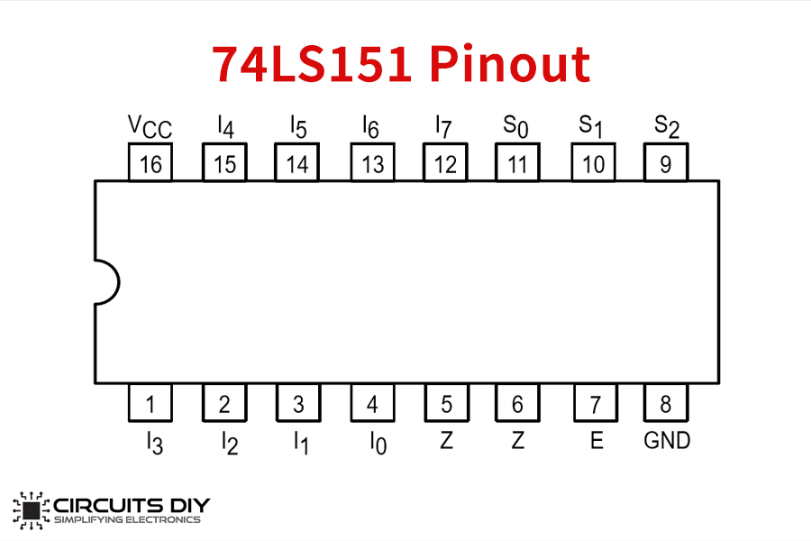 74LS151 Pinout
VCC I4 I5 I6 I7 S0 S1 S2
16 15 14 13 12 11 10 9
1 2 3 4 5 6 7 8
I3 I2 I1 I0 Z Z E GND
CIRCUITS DIY
SIMPLIFYING ELECTRONICS